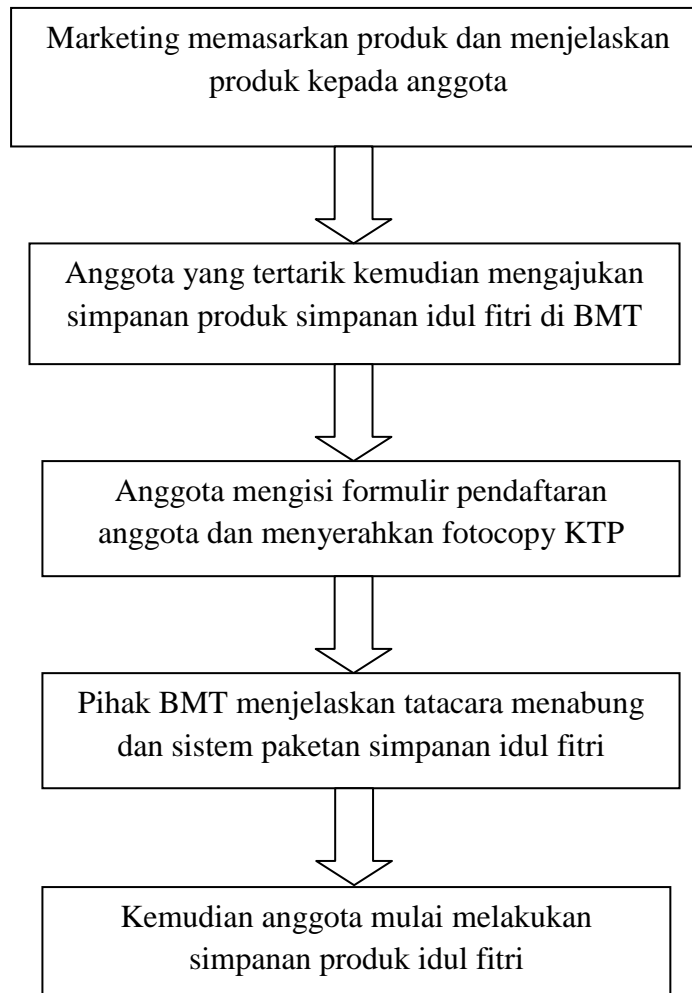 Marketing memasarkan produk dan menjelaskan
produk kepada anggota
Anggota yang tertarik kemudian mengajukan
simpanan produk simpanan idul fitri di BMT
Anggota mengisi formulir pendaftaran
anggota dan menyerahkan fotocopy KTP
Pihak BMT menjelaskan tatacara menabung
dan sistem paketan simpanan idul fitri
Kemudian anggota mulai melakukan
simpanan produk idul fitri